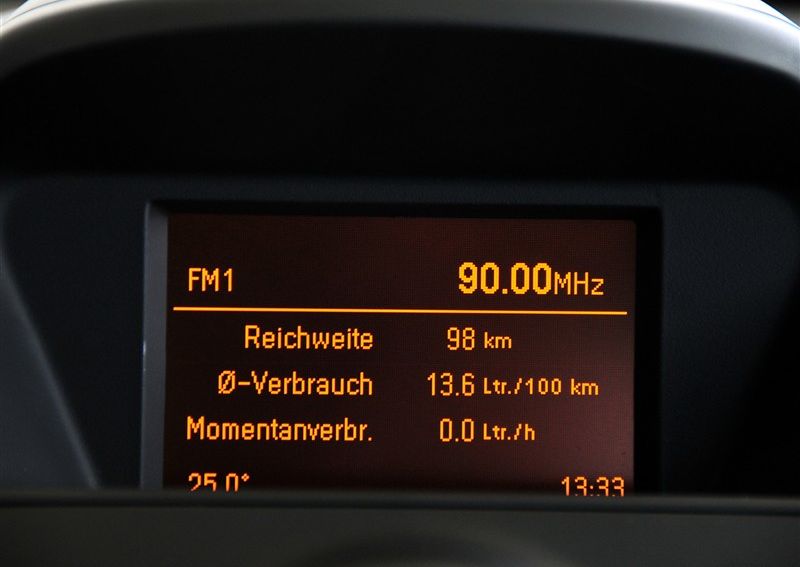 FM1 90.00MHz
Reichweite 98 km
Ø-Verbrauch 13.6 Ltr./100 km
Momentanverbr. 0.0 Ltr./h
25.0° 13:33